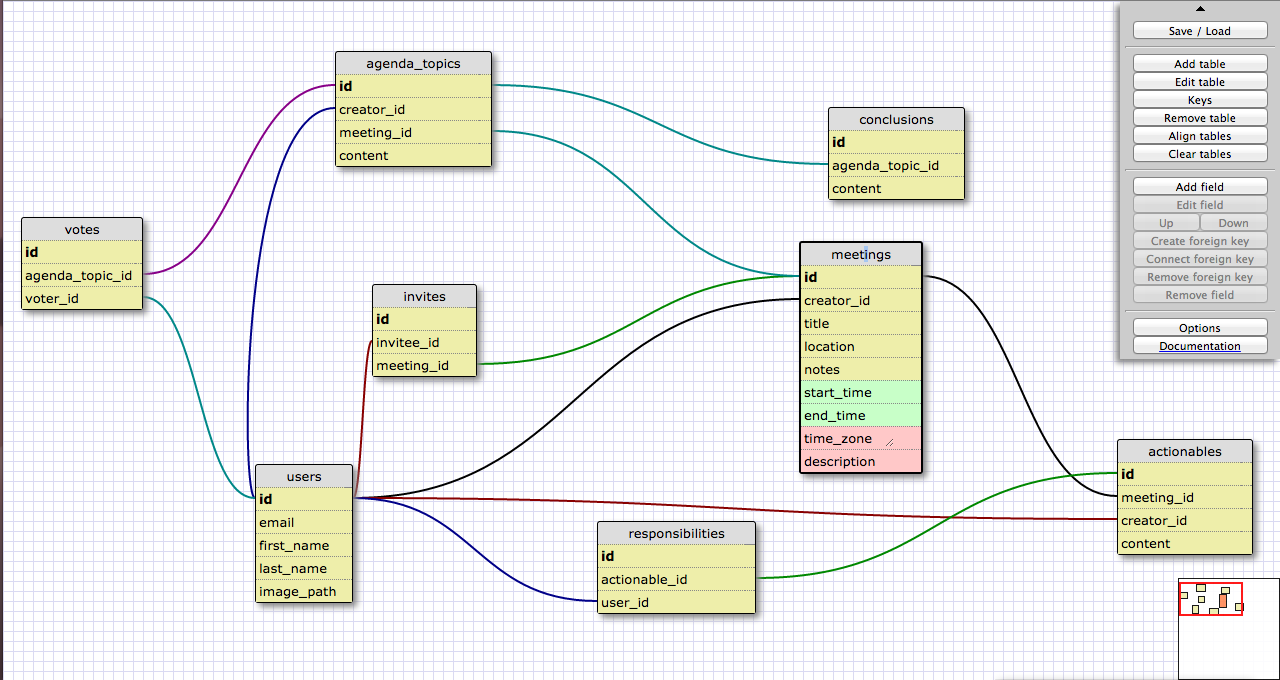 agenda_topics
id
creator_id
meeting_id
content
conclusions
id
agenda_topic_id
content
votes
id
agenda_topic_id
voter_id
invites
id
invitee_id
meeting_id
meetings
id
creator_id
title
location
notes
start_time
end_time
time_zone
description
users
id
email
first_name
last_name
image_path
responsibilities
id
actionable_id
user_id
actionables
id
meeting_id
creator_id
content
Save / Load
Add table
Edit table
Keys
Remove table
Align tables
Clear tables
Add field
Edit field
Up Down
Create foreign key
Connect foreign key
Remove foreign key
Remove field
Options
Documentation